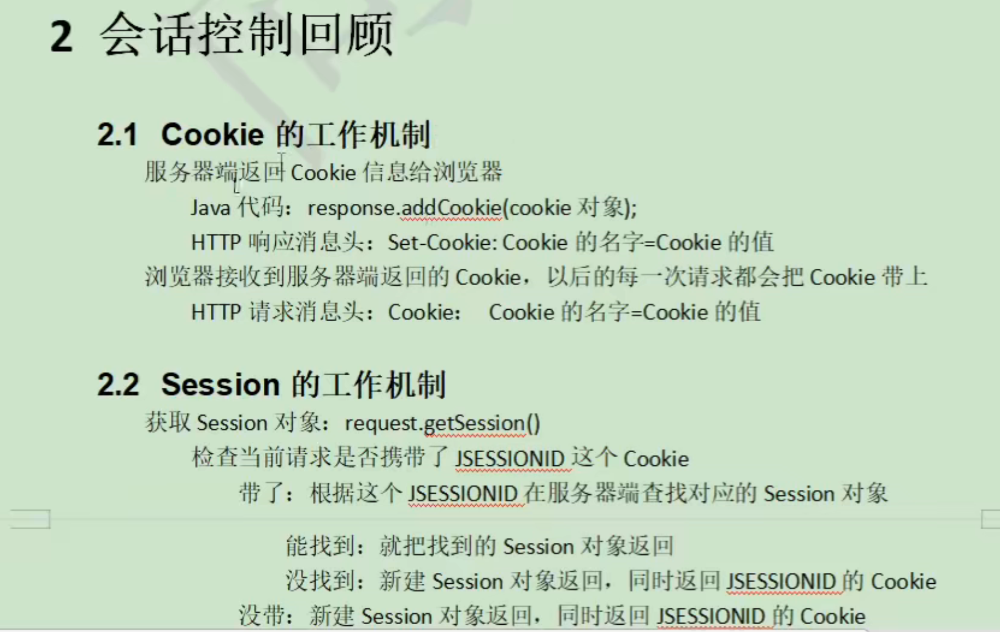 2 会话控制回顾
2.1 Cookie 的工作机制
服务器端返回 Cookie 信息给浏览器
Java 代码：response.addCookie(cookie 对象);
HTTP 响应消息头：Set-Cookie: Cookie 的名字=Cookie 的值
浏览器接收到服务器端返回的 Cookie，以后的每一次请求都会把 Cookie 带上
HTTP 请求消息头：Cookie： Cookie 的名字=Cookie 的值
2.2 Session 的工作机制
获取 Session 对象：request.getSession()
检查当前请求是否携带了 JSESSIONID 这个 Cookie
带了：根据这个 JSESSIONID 在服务器端查找对应的 Session 对象
能找到：就把找到的 Session 对象返回
没找到：新建 Session 对象返回，同时返回 JSESSIONID 的 Cookie
没带：新建 Session 对象返回，同时返回 JSESSIONID 的 Cookie